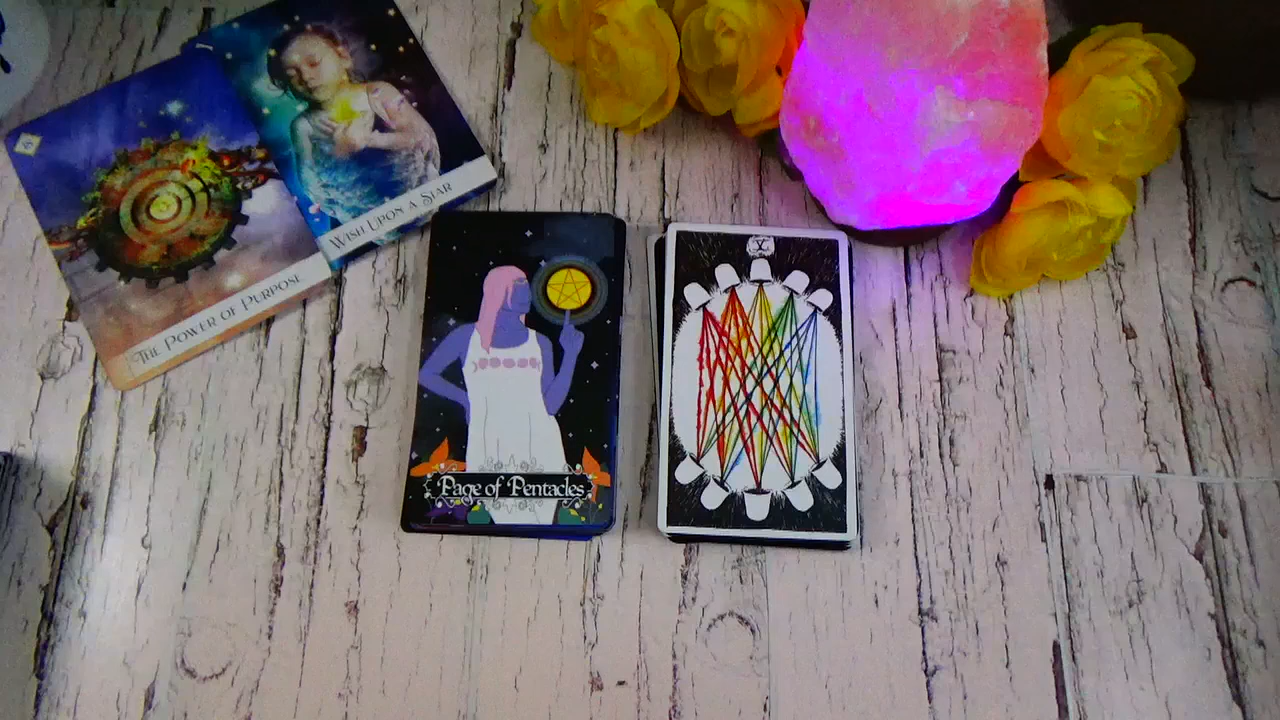 THE POWER OF PURPOSE
WISH UPON A STAR
Page of Pentacles
X